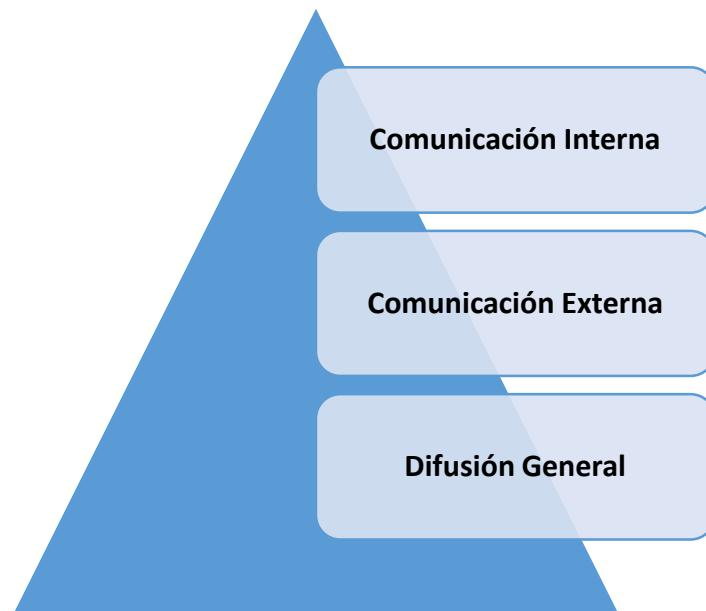 Comunicación Interna
Comunicación Externa
Difusión General